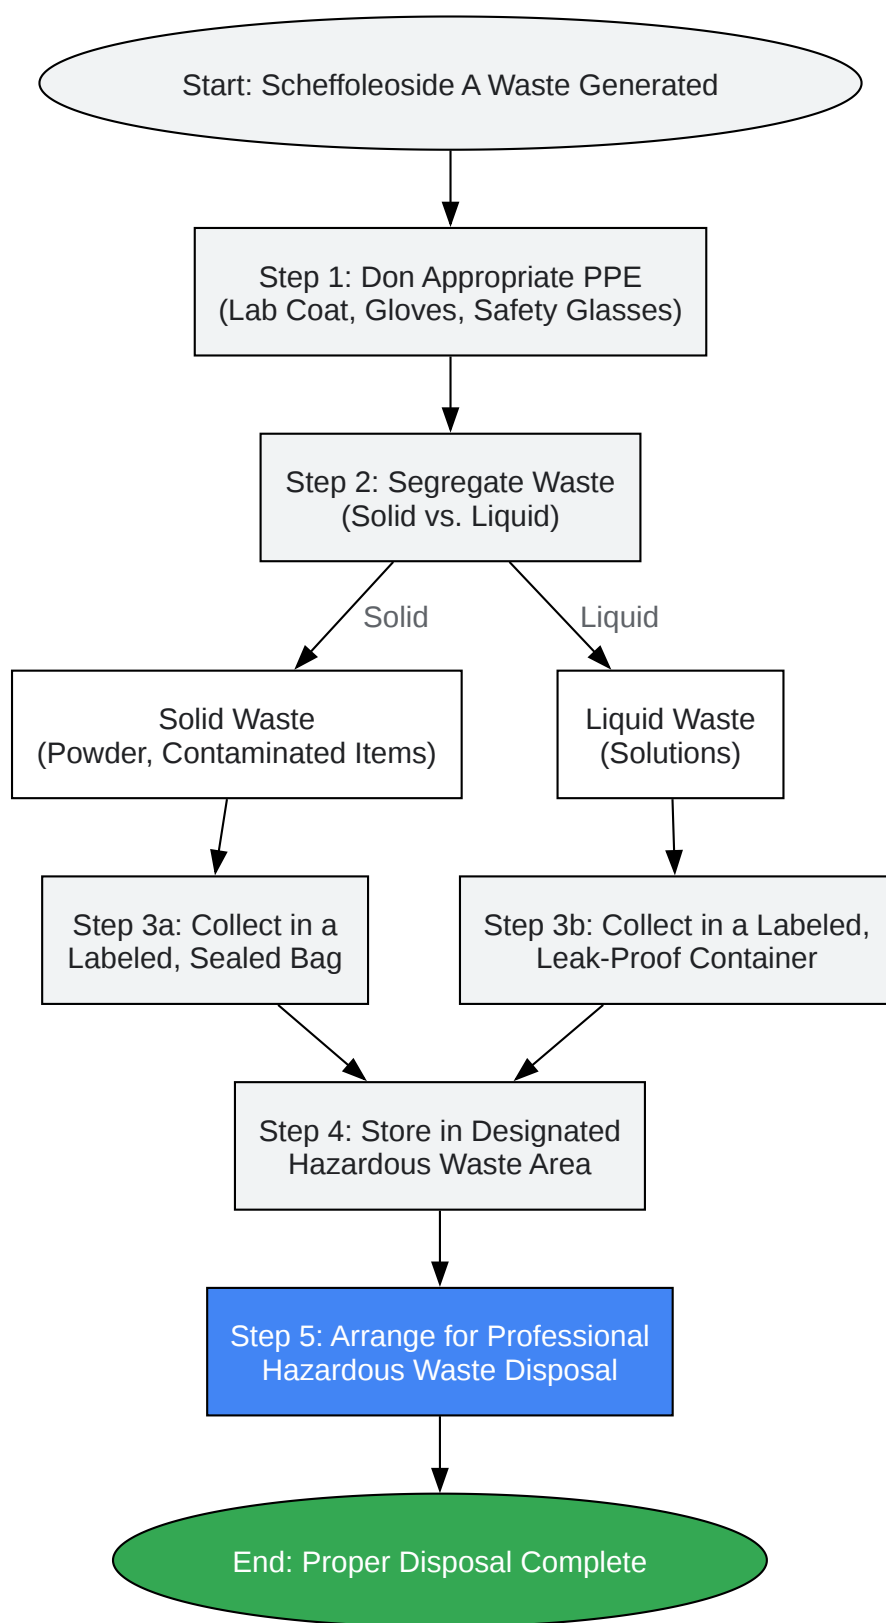 Start: Scheffoleoside A Waste Generated
Step 1: Don Appropriate PPE
(Lab Coat, Gloves, Safety Glasses)
Step 2: Segregate Waste
(Solid vs. Liquid)
Solid
Liquid
Solid Waste
(Powder, Contaminated Items)
Liquid Waste
(Solutions)
Step 3a: Collect in a
Labeled, Sealed Bag
Step 3b: Collect in a Labeled,
Leak-Proof Container
Step 4: Store in Designated
Hazardous Waste Area
Step 5: Arrange for Professional
Hazardous Waste Disposal
End: Proper Disposal Complete